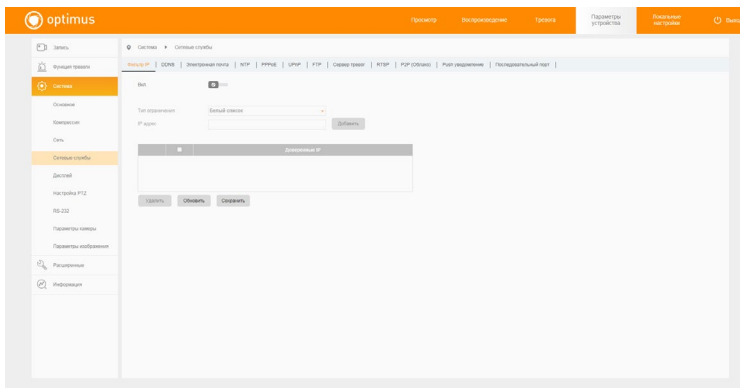 optimus
Просмотр Воспроизведение Тревога Параметры устройства Локальные настройки Выход
Запись
Функция тревоги
Система
Основное
Компрессия
Сеть
Сетевые службы
Дисплей
Настройка PTZ
RS-232
Параметры камеры
Параметры изображения
Расширенные
Информация
Система ▸ Сетевые службы
Фильтр IP | DDNS | Электронная почта | NTP | PPPoE | UPNP | FTP | Сервер тревог | RTSP | P2P (Облако) | Push уведомление | Последовательный порт |
Вкл
Тип ограничения Белый список
IP адрес Добавить
Доверенные IP
Удалить Обновить Сохранить